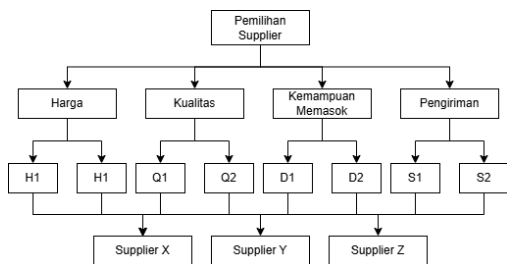 Pemilihan
Supplier
Harga
Kualitas
Kemampuan
Memasok
Pengiriman
H1
H1
Q1
Q2
D1
D2
S1
S2
Supplier X
Supplier Y
Supplier Z